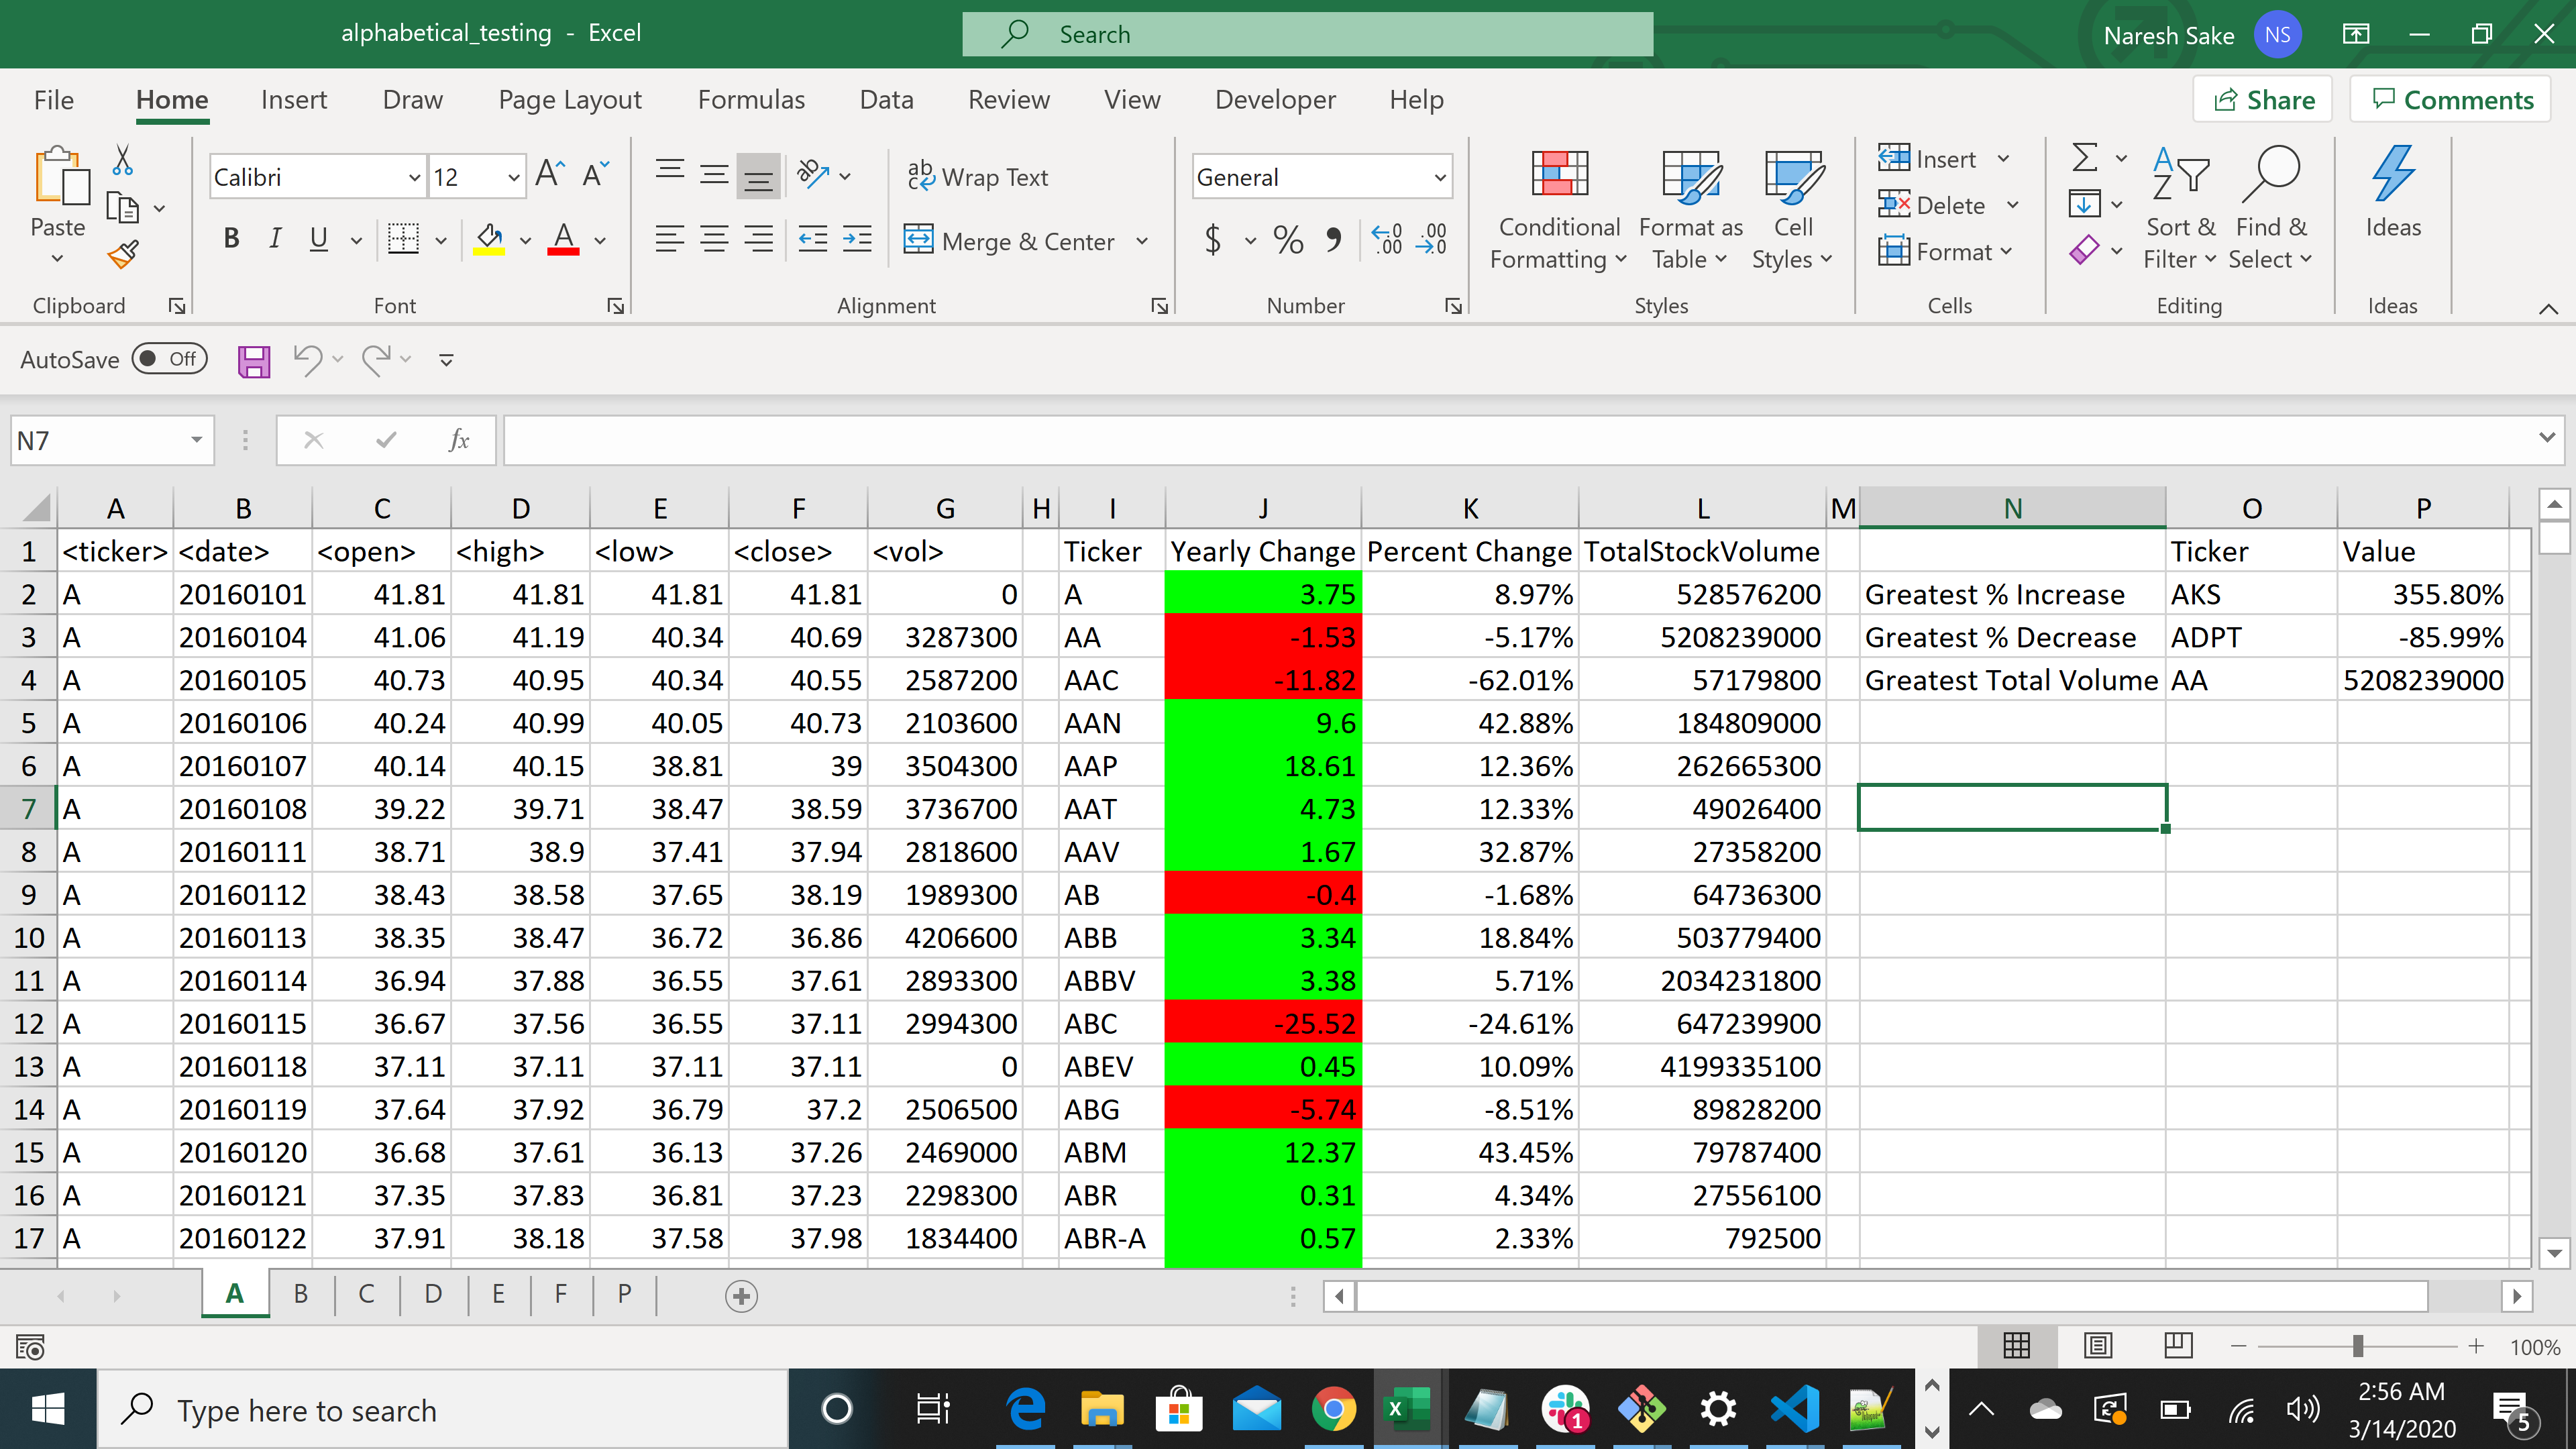 alphabetical_testing - Excel
Search
Naresh Sake NS
File Home Insert Draw Page Layout Formulas Data Review View Developer Help Share Comments
Paste
Clipboard
Calibri 12
B I U
Font
Wrap Text
Merge & Center
Alignment
General
$ % ,
Number
Conditional Formatting
Format as Table
Cell Styles
Styles
Insert
Delete
Format
Cells
Sort & Filter
Find & Select
Editing
Ideas
Ideas
AutoSave Off
N7 fx
A B C D E F G H I J K L M N O P
1 <ticker> <date> <open> <high> <low> <close> <vol> Ticker Yearly Change Percent Change TotalStockVolume Ticker Value
2 A 20160101 41.81 41.81 41.81 41.81 0 A 3.75 8.97% 528576200 Greatest % Increase AKS 355.80%
3 A 20160104 41.06 41.19 40.34 40.69 3287300 AA -1.53 -5.17% 5208239000 Greatest % Decrease ADPT -85.99%
4 A 20160105 40.73 40.95 40.34 40.55 2587200 AAC -11.82 -62.01% 57179800 Greatest Total Volume AA 5208239000
5 A 20160106 40.24 40.99 40.05 40.73 2103600 AAN 9.6 42.88% 184809000
6 A 20160107 40.14 40.15 38.81 39 3504300 AAP 18.61 12.36% 262665300
7 A 20160108 39.22 39.71 38.47 38.59 3736700 AAT 4.73 12.33% 49026400
8 A 20160111 38.71 38.9 37.41 37.94 2818600 AAV 1.67 32.87% 27358200
9 A 20160112 38.43 38.58 37.65 38.19 1989300 AB -0.4 -1.68% 64736300
10 A 20160113 38.35 38.47 36.72 36.86 4206600 ABB 3.34 18.84% 503779400
11 A 20160114 36.94 37.88 36.55 37.61 2893300 ABBV 3.38 5.71% 2034231800
12 A 20160115 36.67 37.56 36.55 37.11 2994300 ABC -25.52 -24.61% 647239900
13 A 20160118 37.11 37.11 37.11 37.11 0 ABEV 0.45 10.09% 4199335100
14 A 20160119 37.64 37.92 36.79 37.2 2506500 ABG -5.74 -8.51% 89828200
15 A 20160120 36.68 37.61 36.13 37.26 2469000 ABM 12.37 43.45% 79787400
16 A 20160121 37.35 37.83 36.81 37.23 2298300 ABR 0.31 4.34% 27556100
17 A 20160122 37.91 38.18 37.58 37.98 1834400 ABR-A 0.57 2.33% 792500
A B C D E F P
100%
Type here to search
1
2:56 AM
3/14/2020
5